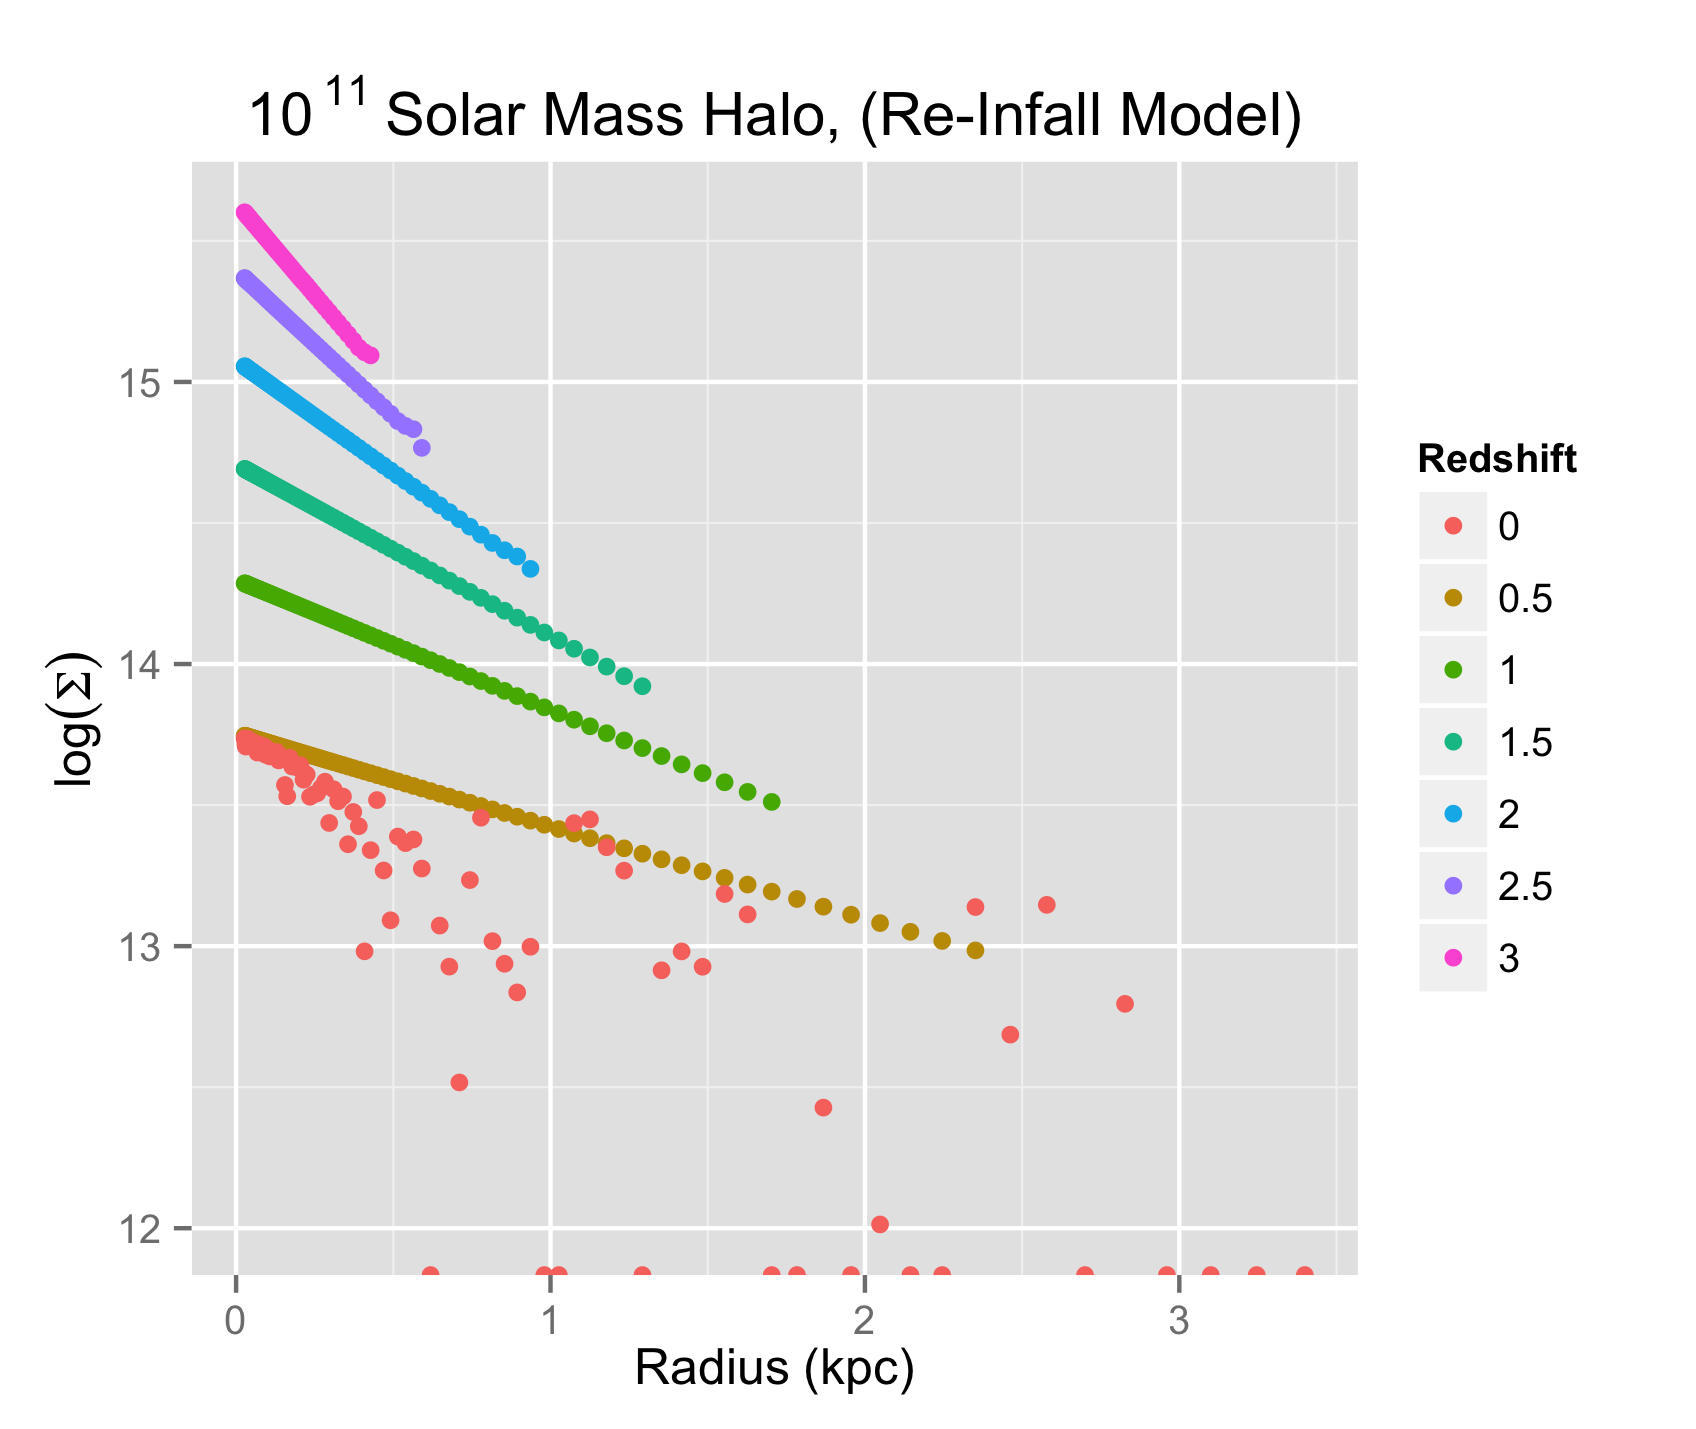 10 11 Solar Mass Halo, (Re-Infall Model)
log(Σ)
15
14
13
12
0 1 2 3
Radius (kpc)
Redshift
0
0.5
1
1.5
2
2.5
3